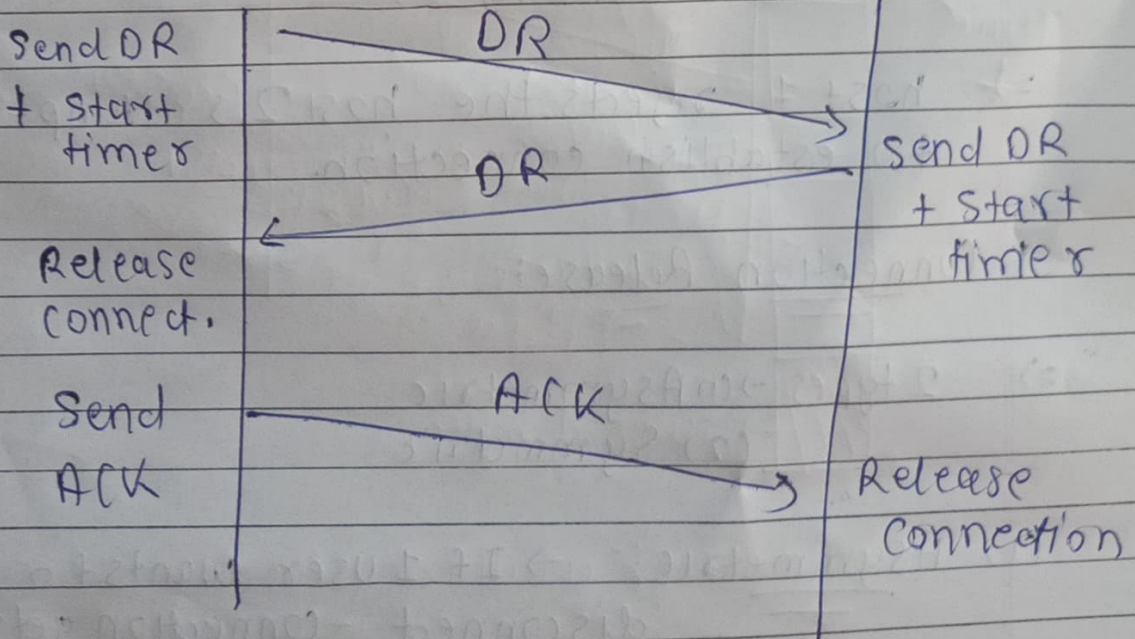 Send DR
DR
+ Start
timer
DR
Send DR
+ Start
timer
Release
connect.
Send
ACK
ACK
Release
Connection